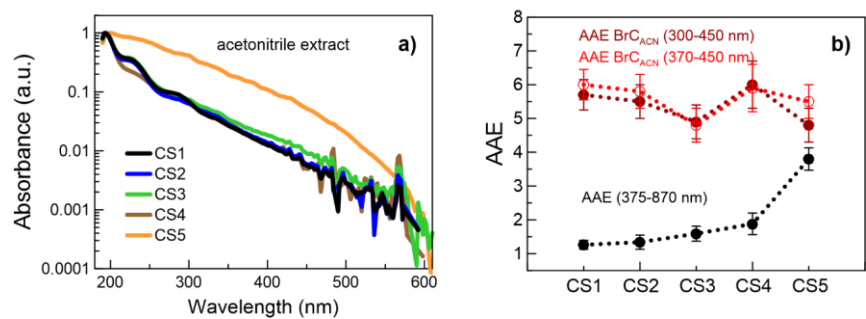 acetonitrile extract
a)
Absorbance (a.u.)
1
0.1
0.01
0.001
0.0001
CS1
CS2
CS3
CS4
CS5
200 300 400 500 600
Wavelength (nm)
b)
AAE BrC_ACN (300-450 nm)
AAE BrC_ACN (370-450 nm)
AAE
8
7
6
5
4
3
2
1
AAE (375-870 nm)
CS1 CS2 CS3 CS4 CS5